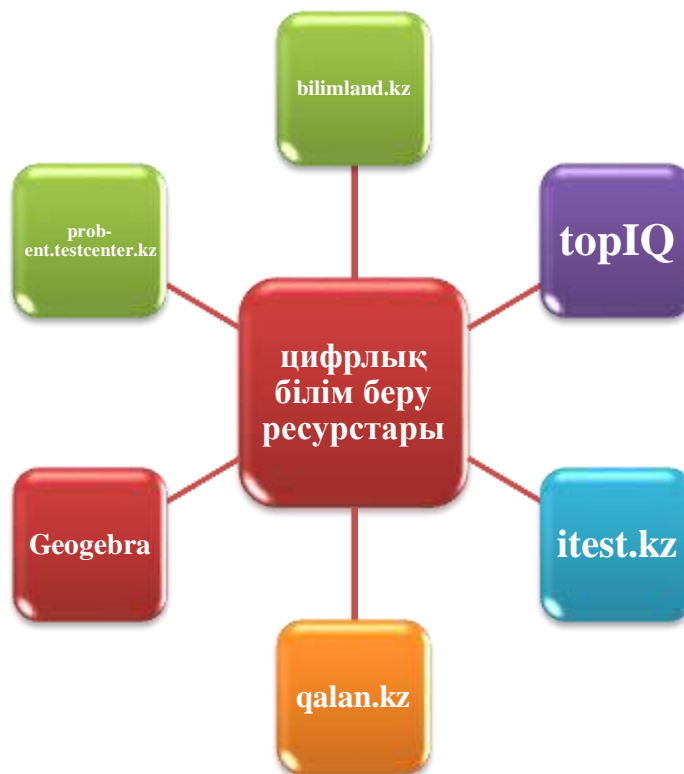 bilimland.kz
prob-
ent.testcenter.kz
topIQ
цифрлық
білім беру
ресурстары
Geogebra
itest.kz
qalan.kz